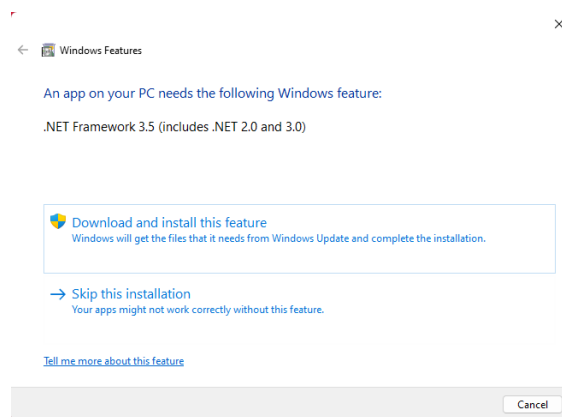 Windows Features
An app on your PC needs the following Windows feature:
.NET Framework 3.5 (includes .NET 2.0 and 3.0)
Download and install this feature
Windows will get the files that it needs from Windows Update and complete the installation.
Skip this installation
Your apps might not work correctly without this feature.
Tell me more about this feature
Cancel